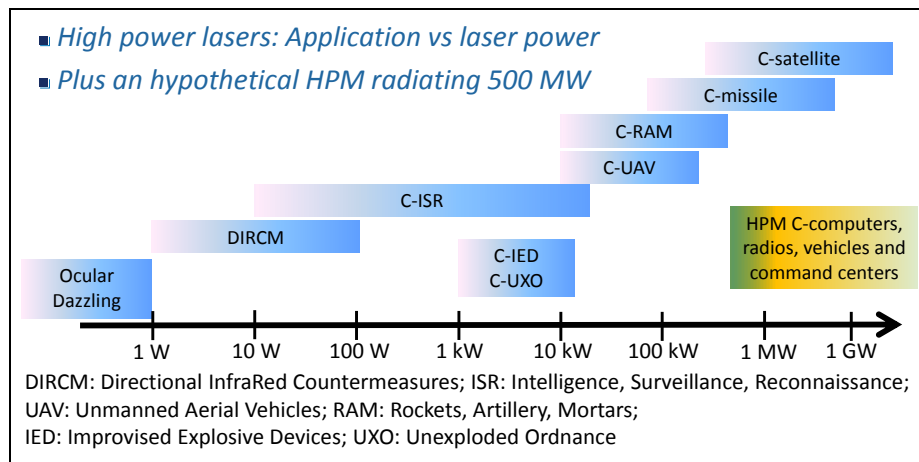 ▪ High power lasers: Application vs laser power
▪ Plus an hypothetical HPM radiating 500 MW
C-satellite
C-missile
C-RAM
C-UAV
C-ISR
DIRCM
HPM C-computers,
radios, vehicles and
command centers
C-IED
C-UXO
Ocular
Dazzling
1 W 10 W 100 W 1 kW 10 kW 100 kW 1 MW 1 GW
DIRCM: Directional InfraRed Countermeasures; ISR: Intelligence, Surveillance, Reconnaissance;
UAV: Unmanned Aerial Vehicles; RAM: Rockets, Artillery, Mortars;
IED: Improvised Explosive Devices; UXO: Unexploded Ordnance